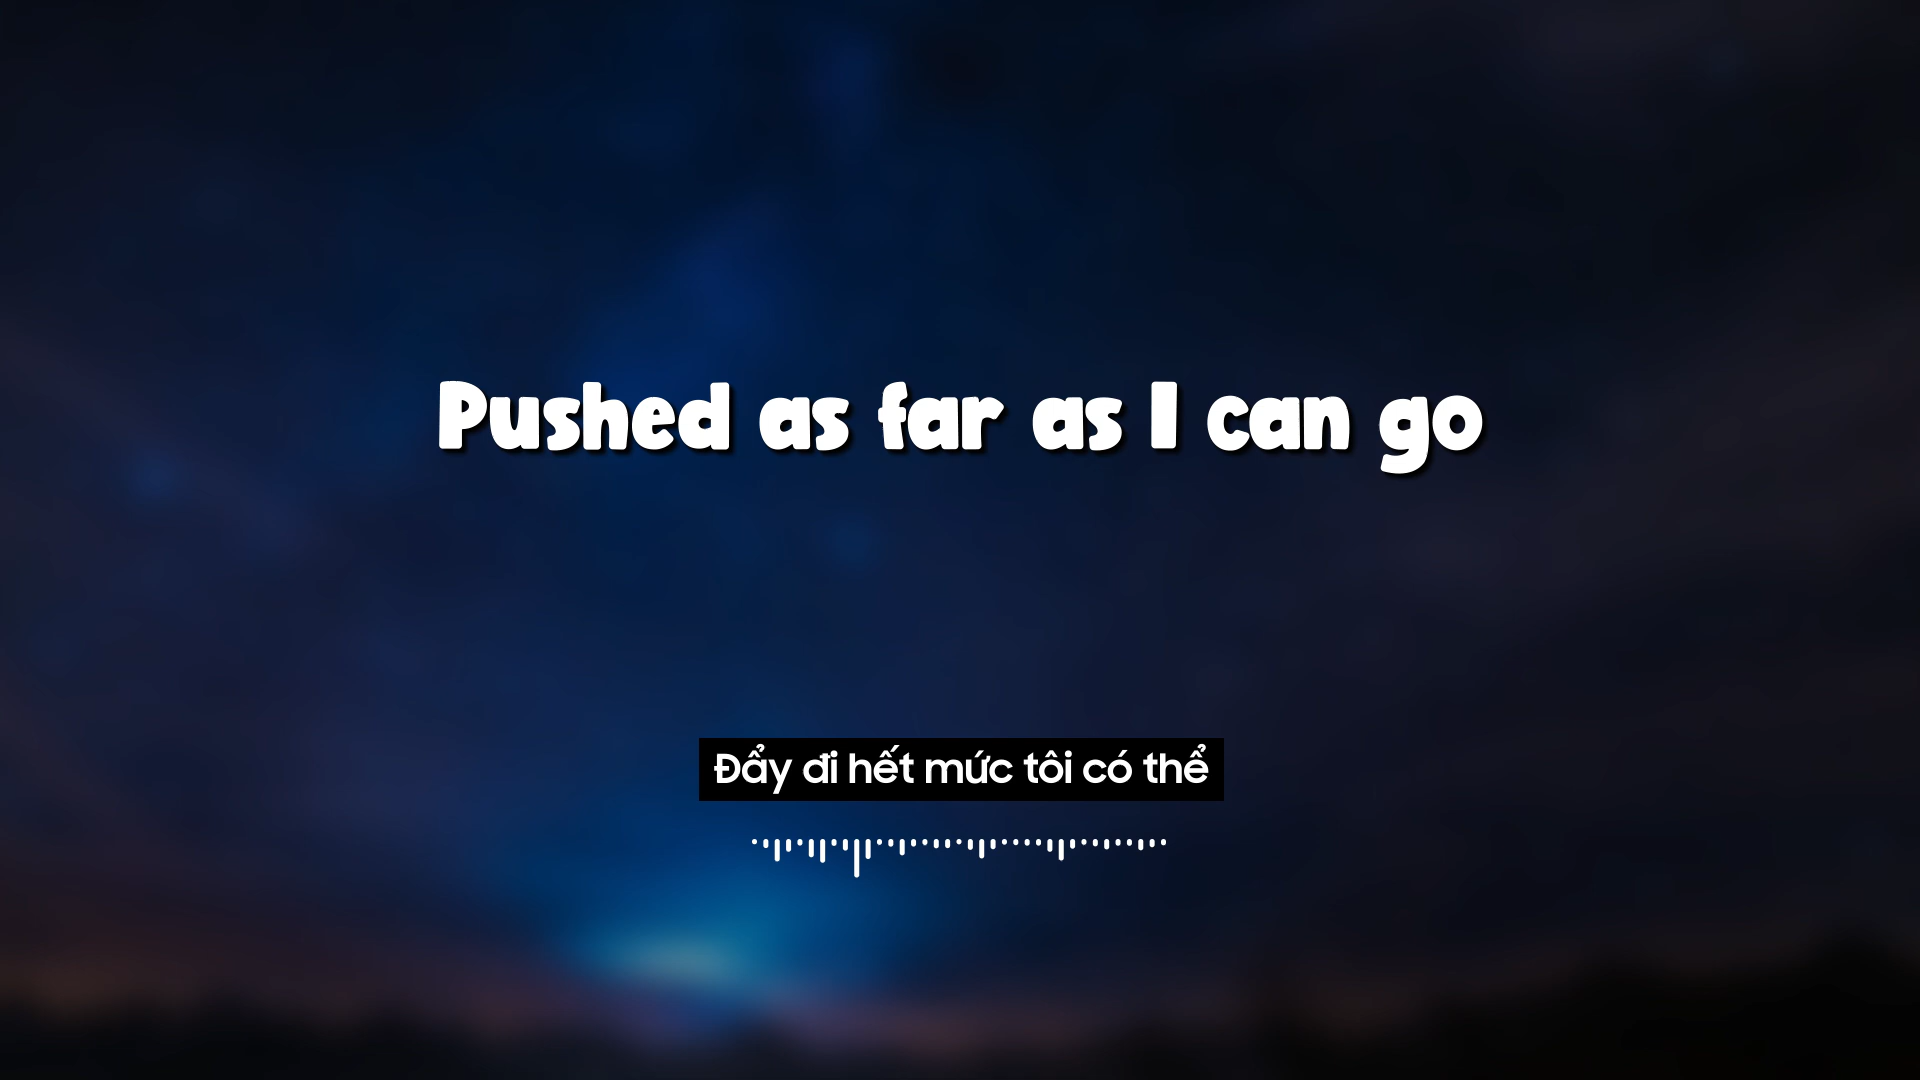 Pushed as far as I can go
Đẩy đi hết mức tôi có thể